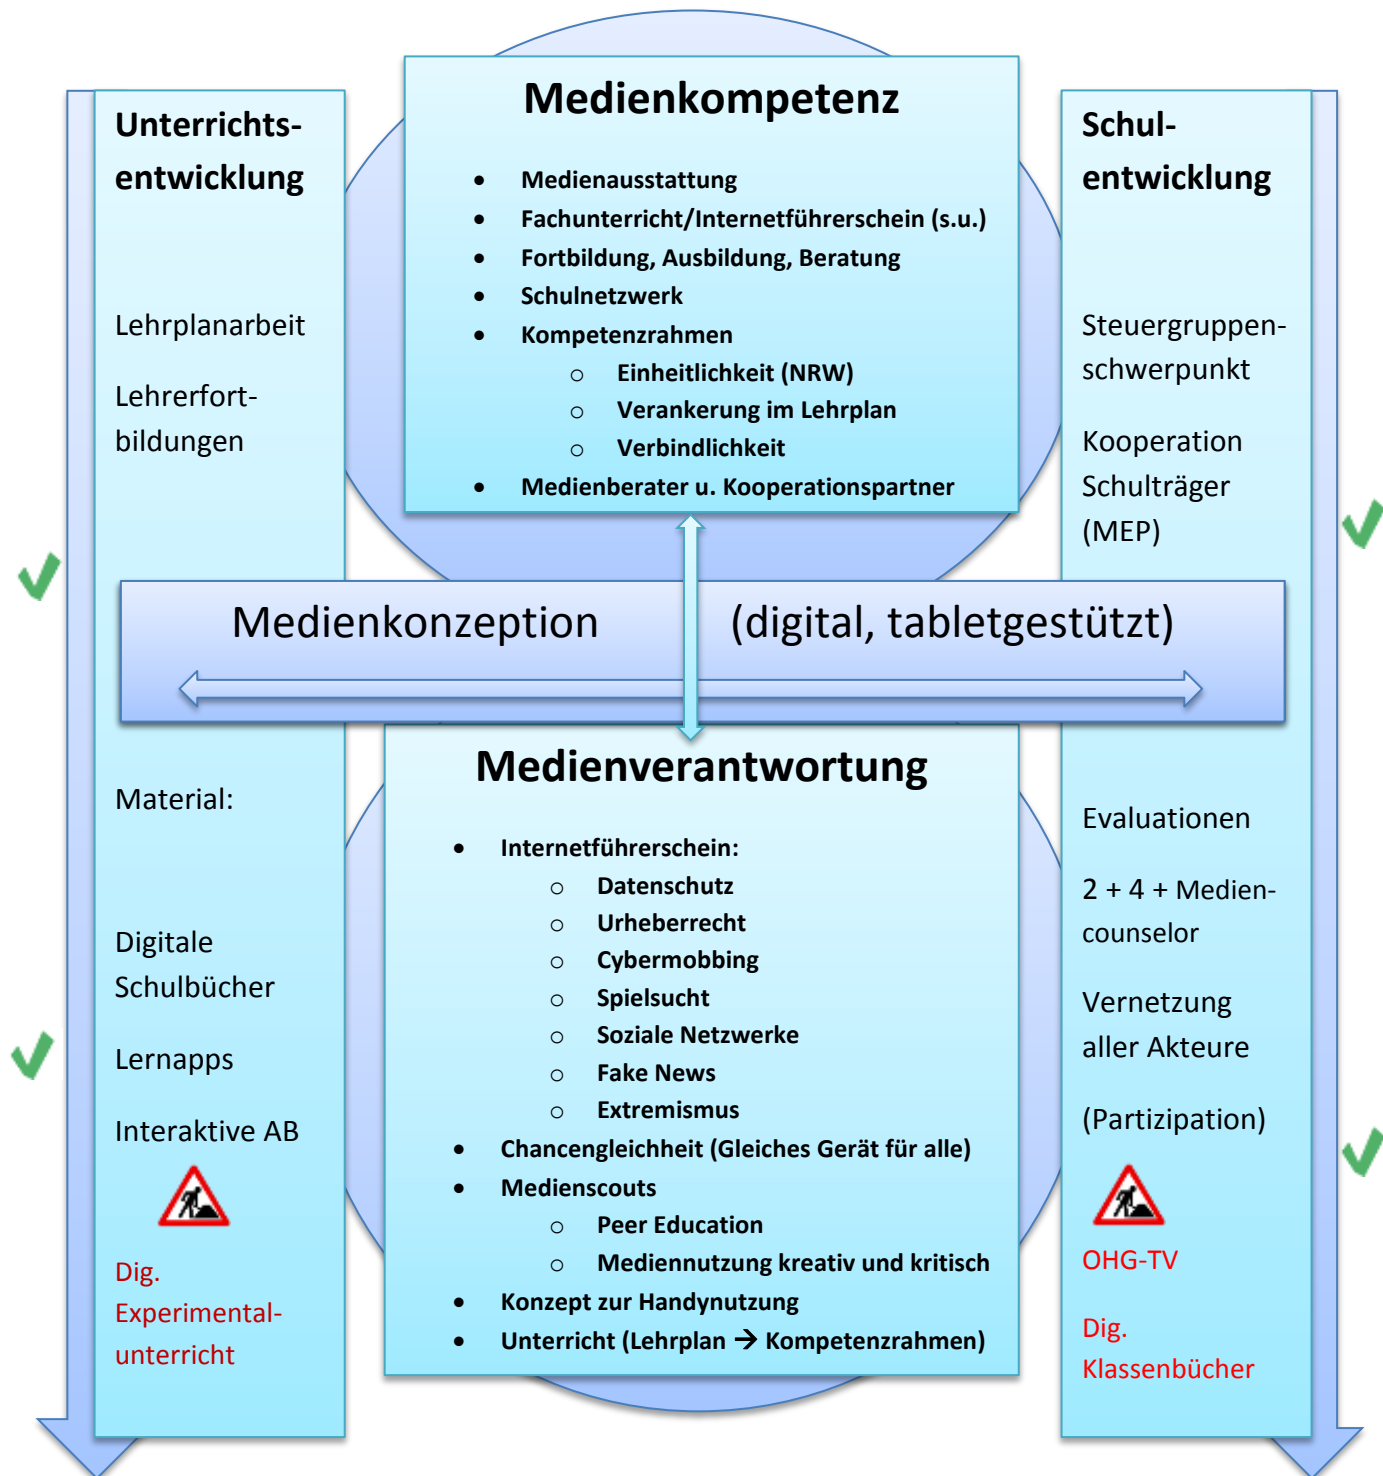 Unterrichts-
entwicklung
Lehrplanarbeit
Lehrerfort-
bildungen
Material:
Digitale
Schulbücher
Lernapps
Interaktive AB
Dig.
Experimental-
unterricht
Medienkompetenz
• Medienausstattung
• Fachunterricht/Internetführerschein (s.u.)
• Fortbildung, Ausbildung, Beratung
• Schulnetzwerk
• Kompetenzrahmen
o Einheitlichkeit (NRW)
o Verankerung im Lehrplan
o Verbindlichkeit
• Medienberater u. Kooperationspartner
Medienkonzeption (digital, tabletgestützt)
Medienverantwortung
• Internetführerschein:
o Datenschutz
o Urheberrecht
o Cybermobbing
o Spielsucht
o Soziale Netzwerke
o Fake News
o Extremismus
• Chancengleichheit (Gleiches Gerät für alle)
• Medienscouts
o Peer Education
o Mediennutzung kreativ und kritisch
• Konzept zur Handynutzung
• Unterricht (Lehrplan → Kompetenzrahmen)
Schul-
entwicklung
Steuergruppen-
schwerpunkt
Kooperation
Schulträger
(MEP)
Evaluationen
2 + 4 + Medien-
counselor
Vernetzung
aller Akteure
(Partizipation)
OHG-TV
Dig.
Klassenbücher